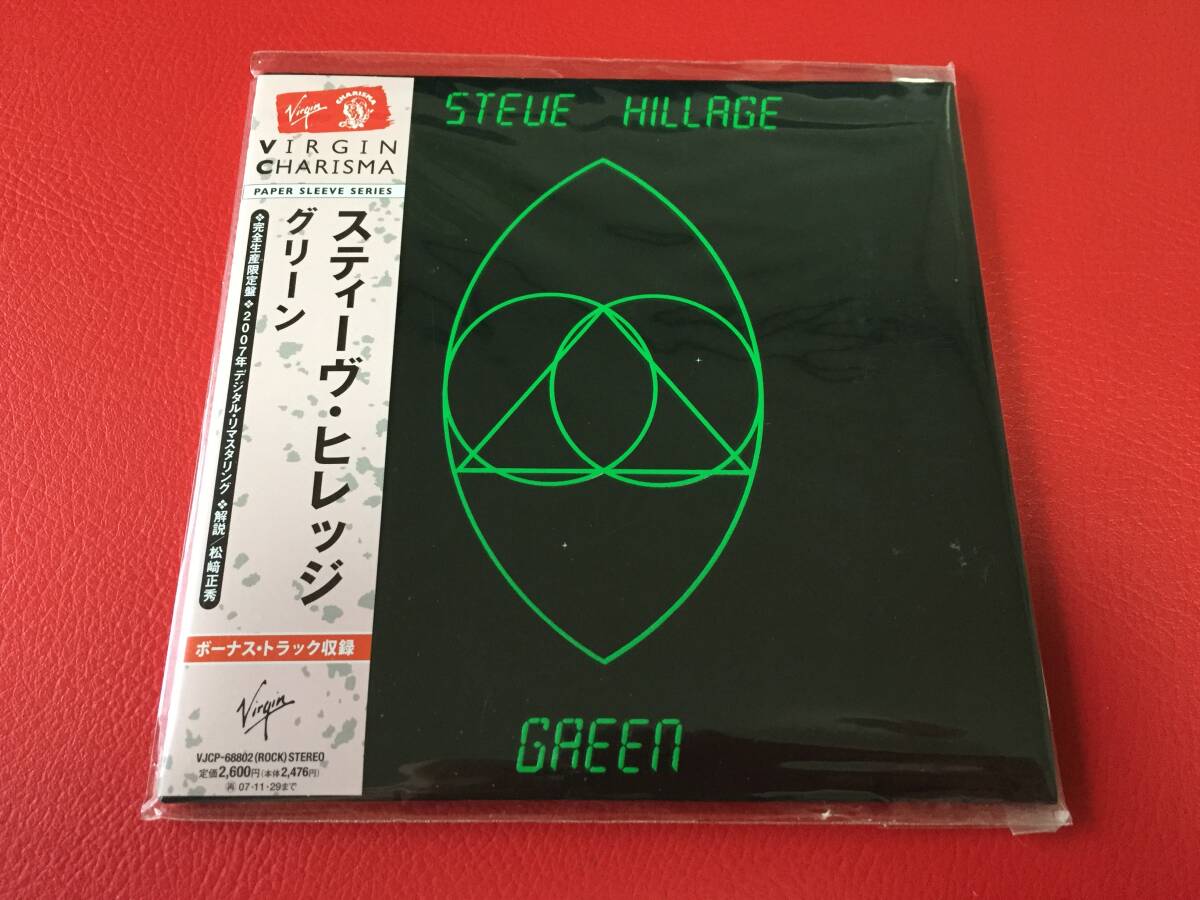 Virgin
CHARISMA
VIRGIN
CHARISMA
PAPER SLEEVE SERIES
スティーヴ・ヒレッジ
グリーン
❖完全生産限定盤❖2007年デジタル・リマスタリング ❖解説/松﨑正秀
ボーナス・トラック収録
Virgin
VJCP-68802 (ROCK) STEREO
定価2,600円(本体2,476円)
再 07・11・29まで
STEVE HILLAGE
GREEN